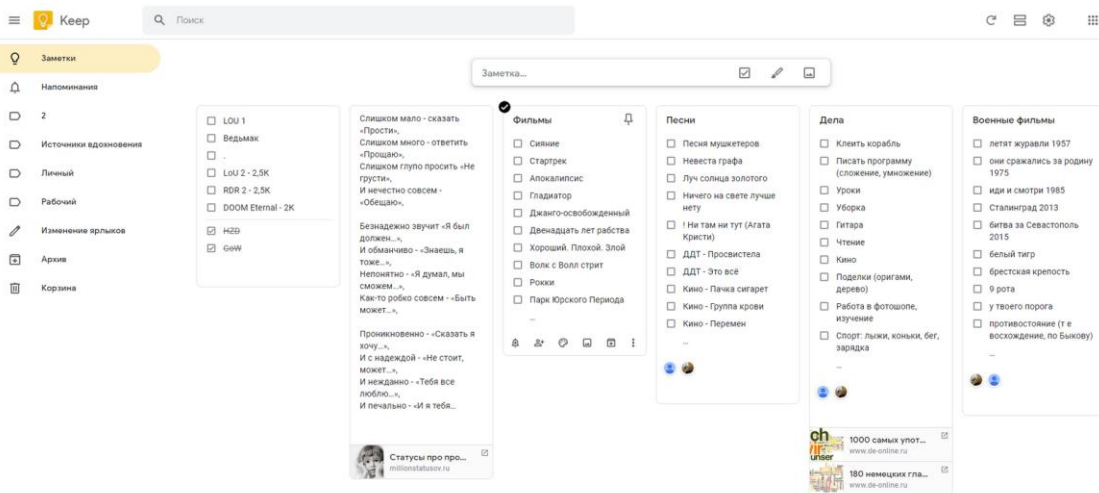 Keep
Поиск
Заметки
Напоминания
2
Источники вдохновения
Личный
Рабочий
Изменение ярлыков
Архив
Корзина
Заметка...
LOU 1
Ведьмак
.
LoU 2 - 2,5K
RDR 2 - 2,5K
DOOM Eternal - 2K
HZD
GoW
Слишком мало - сказать
«Прости»,
Слишком много - ответить
«Прощаю»,
Слишком глупо просить «Не
грусти»,
И нечестно совсем -
«Обещаю»,
Безнадежно звучит «Я был
должен...»,
И обманчиво - «Знаешь, я
тоже...»,
Непонятно - «Я думал, мы
сможем...»,
Как-то робко совсем - «Быть
может...»,
Проникновенно - «Сказать я
хочу...»,
И с надеждой - «Не стоит,
может...»,
И нежданно - «Тебя все
люблю...»,
И печально - «И я тебя...
Статусы про про...
millionstatusov.ru
Фильмы
Сияние
Стартрек
Апокалипсис
Гладиатор
Джанго-освобожденный
Двенадцать лет рабства
Хороший. Плохой. Злой
Волк с Волл стрит
Рокки
Парк Юрского Периода
...
Песни
Песня мушкетеров
Невеста графа
Луч солнца золотого
Ничего на свете лучше
нету
! Ни там ни тут (Агата
Кристи)
ДДТ - Просвистела
ДДТ - Это всё
Кино - Пачка сигарет
Кино - Группа крови
Кино - Перемен
...
Дела
Клеить корабль
Писать программу
(сложение, умножение)
Уроки
Уборка
Гитара
Чтение
Кино
Поделки (оригами,
дерево)
Работа в фотошопе,
изучение
Спорт: лыжи, коньки, бег,
зарядка
...
1000 самых упот...
www.de-online.ru
180 немецких гла...
www.de-online.ru
Военные фильмы
летят журавли 1957
они сражались за родину
1975
иди и смотри 1985
Сталинград 2013
битва за Севастополь
2015
белый тигр
брестская крепость
9 рота
у твоего порога
противостояние (т е
восхождение, по Быкову)
...